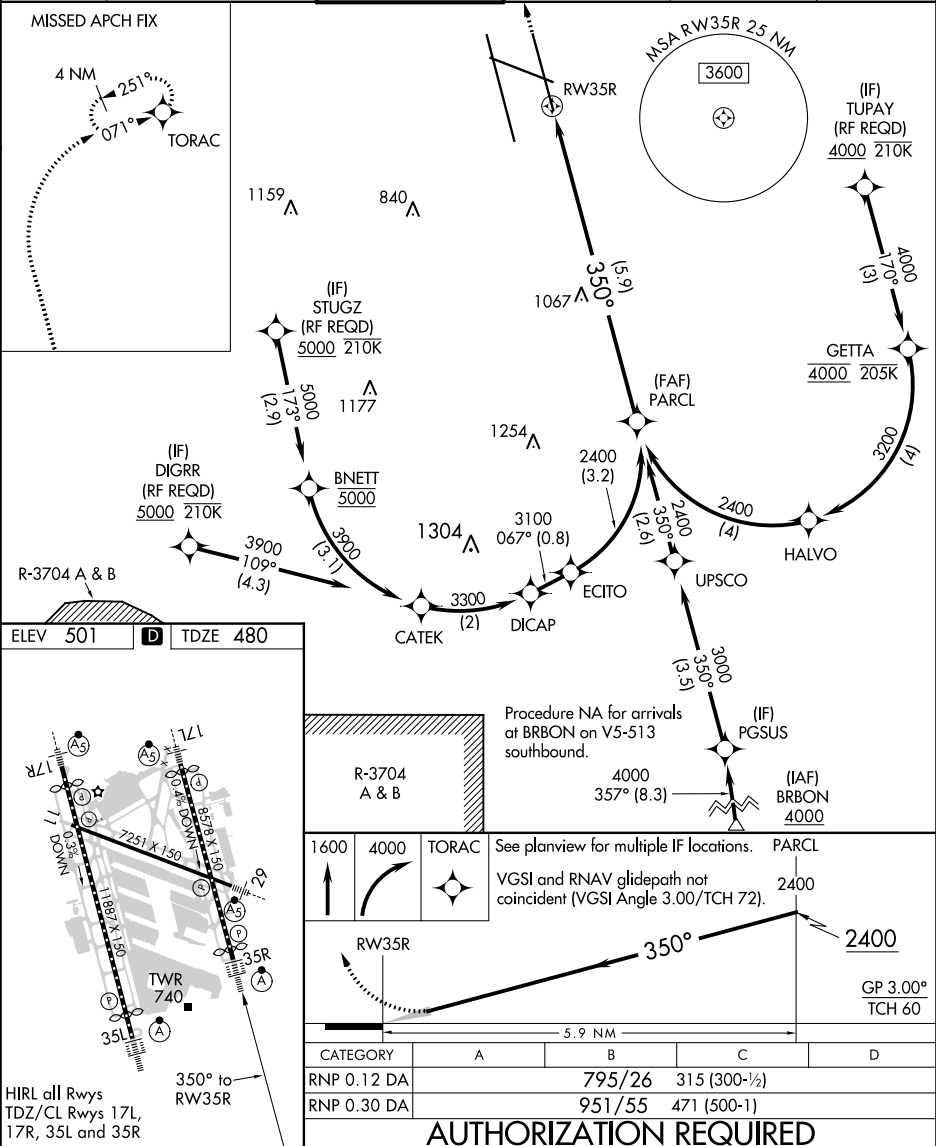 MISSED APCH FIX
4 NM
251°
071°
TORAC
RW35R
MSA RW35R 25 NM
3600
(IF)
TUPAY
(RF REQD)
4000 210K
4000
170°
(3)
GETTA
4000 205K
3200
(4)
1159
840
1067
350°
(5.9)
(IF)
STUGZ
(RF REQD)
5000 210K
5000
173°
(2.9)
1177
1254
(FAF)
PARCL
2400
(3.2)
(IF)
DIGRR
(RF REQD)
5000 210K
BNETT
5000
3900
(3.1)
1304
3100
067° (0.8)
2400
350°
(2.6)
2400
(4)
HALVO
3900
109°
(4.3)
UPSCO
ECITO
R-3704 A & B
3300
(2)
CATEK
DICAP
3000
350°
(3.5)
Procedure NA for arrivals
at BRBON on V5-513
southbound.
(IF)
PGSUS
4000
357° (8.3)
(IAF)
BRBON
4000
R-3704
A & B
ELEV 501
D
TDZE 480
17R
17L
A5
A5
P
P
P
0.4% DOWN
8578 X 150
7251 X 150
1.1
0.3%
DOWN
11887 X 150
29
A5
P
P
35R
A
TWR
740
P
35L
A
350° to
RW35R
HIRL all Rwys
TDZ/CL Rwys 17L,
17R, 35L and 35R
1600
4000
TORAC
See planview for multiple IF locations.
VGSI and RNAV glidepath not
coincident (VGSI Angle 3.00/TCH 72).
PARCL
2400
RW35R
350°
2400
GP 3.00°
TCH 60
5.9 NM
CATEGORY A B C D
RNP 0.12 DA 795/26 315 (300-½)
RNP 0.30 DA 951/55 471 (500-1)
AUTHORIZATION REQUIRED